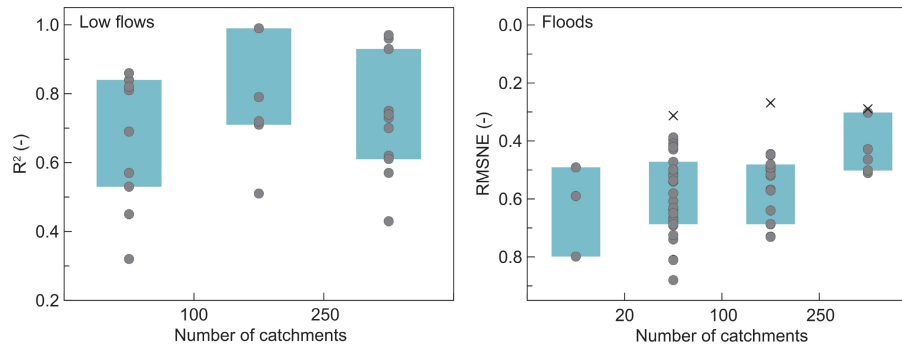 Low flows
1.0
0.8
0.6
0.4
0.2
R² (-)
100
250
Number of catchments
Floods
0.0
0.2
0.4
0.6
0.8
RMSNE (-)
20
100
250
Number of catchments